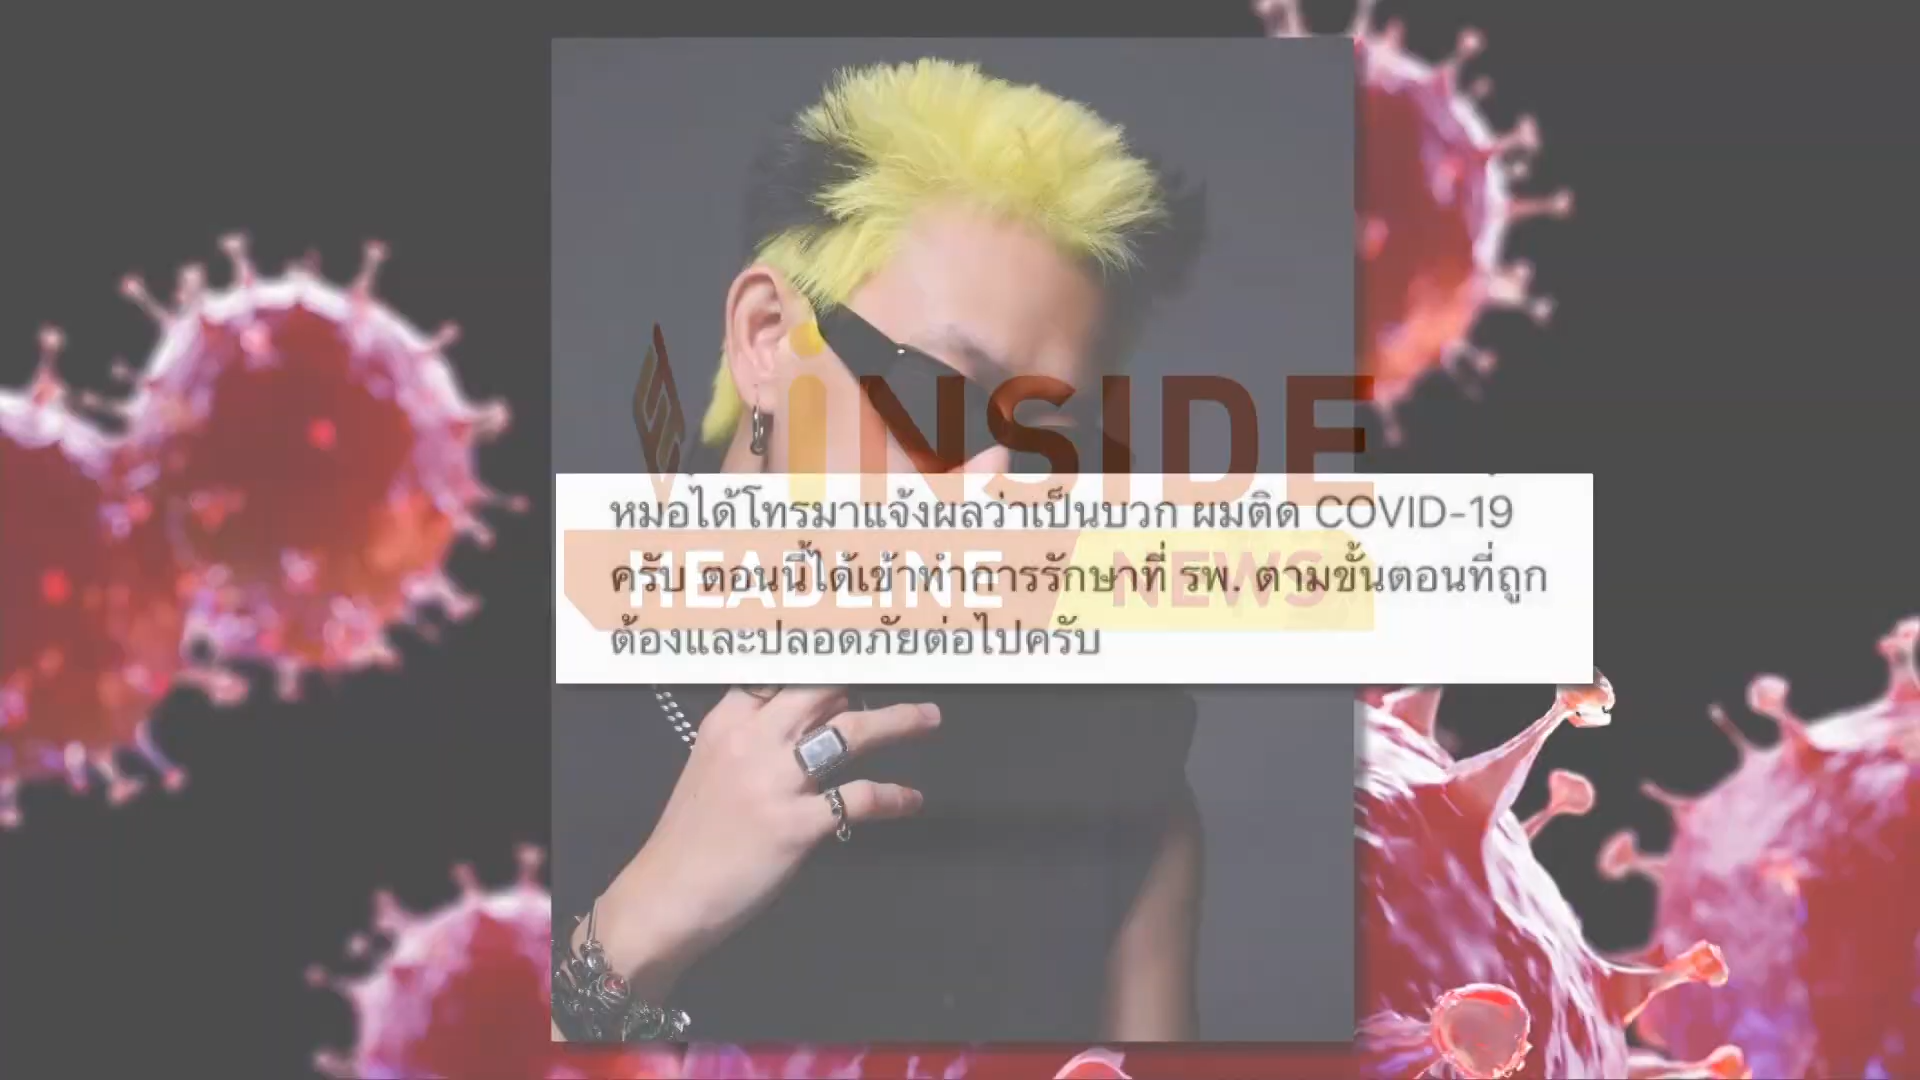 iNSIDE
หมอได้โทรมาแจ้งผลว่าเป็นบวก ผมติด COVID-19
ครับ ตอนนี้ได้เข้าทำการรักษาที่ รพ. ตามขั้นตอนที่ถูก
HEADLINE NEWS
ต้องและปลอดภัยต่อไปครับ